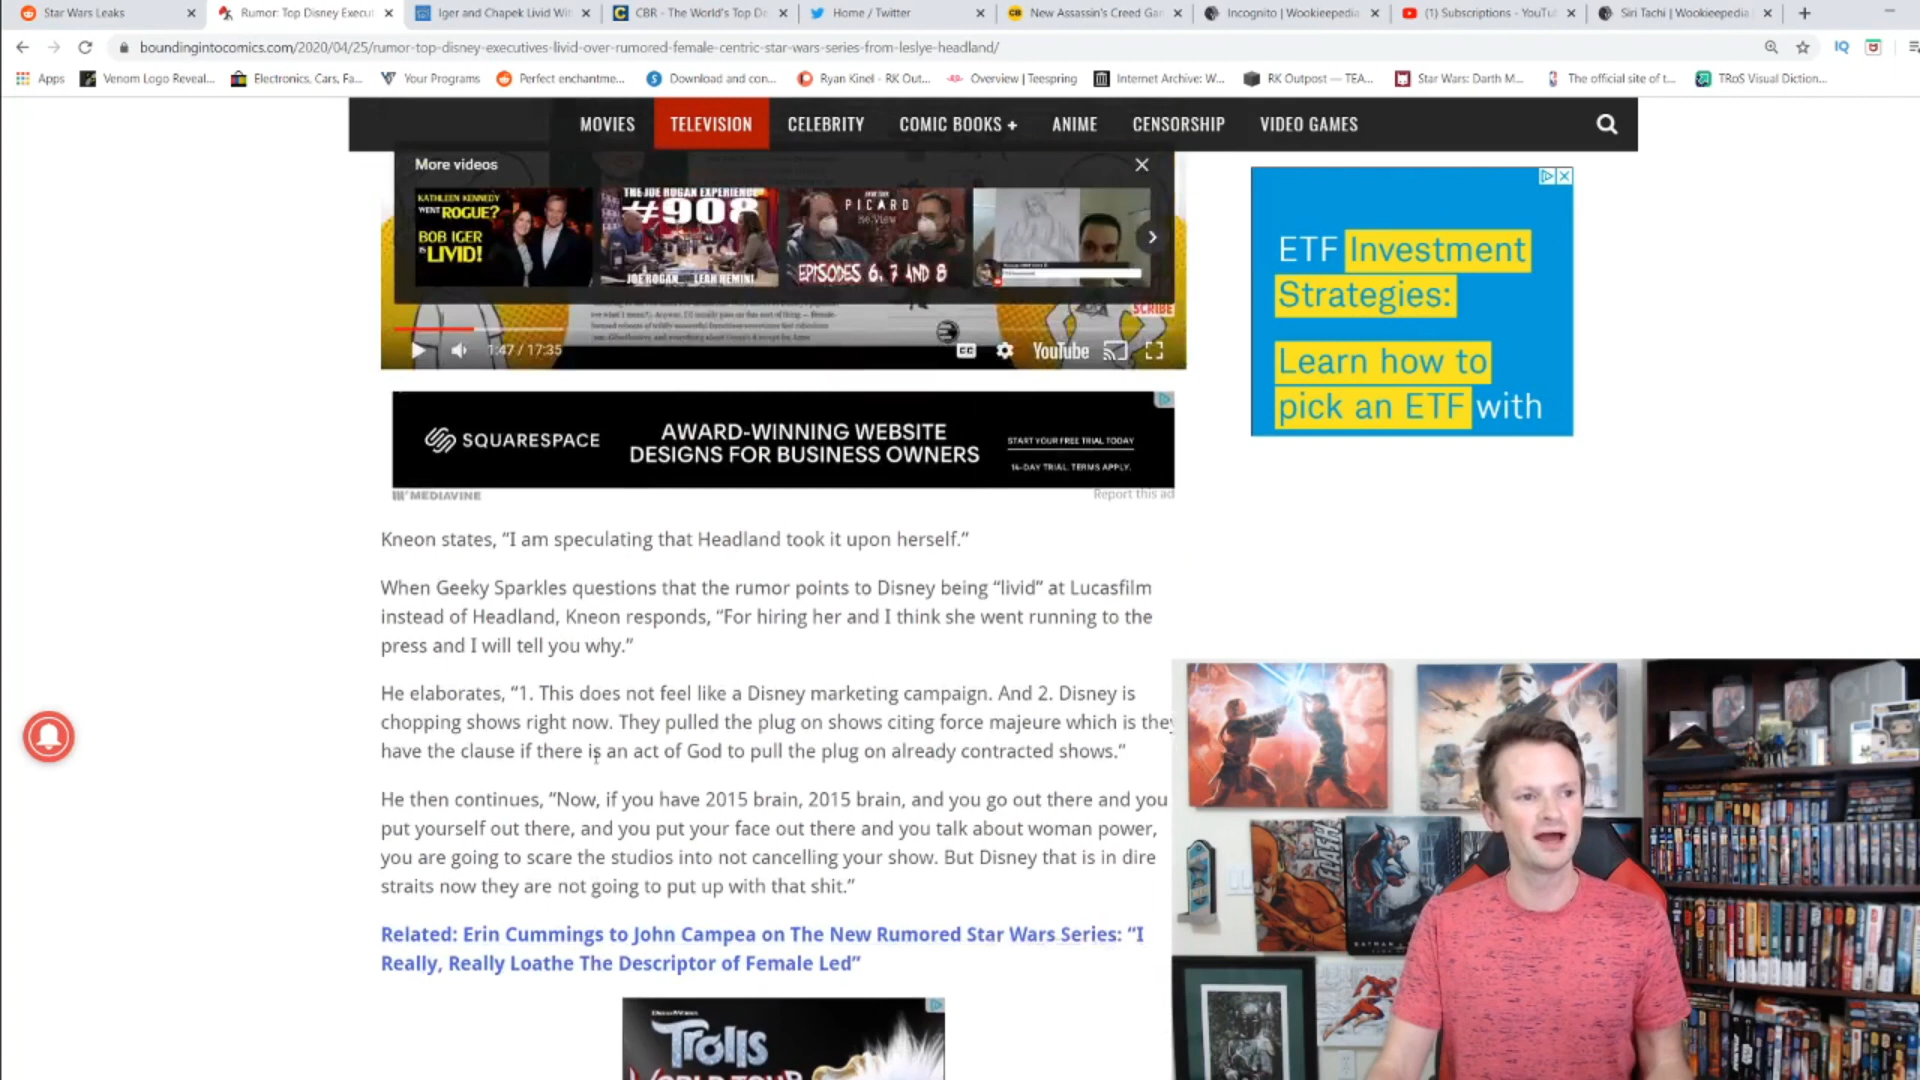 Star Wars Leaks
Rumor: Top Disney Execut
Iger and Chapek Livid Wit
CBR - The World's Top De
Home / Twitter
New Assassin's Creed Gar
Incognito | Wookieepedia
(1) Subscriptions - YouTu
Siri Tachi | Wookieepedia
boundingintocomics.com/2020/04/25/rumor-top-disney-executives-livid-over-rumored-female-centric-star-wars-series-from-leslye-headland/
Apps
Venom Logo Reveal...
Electronics, Cars, Fa...
Your Programs
Perfect enchantme...
Download and con...
Ryan Kinel - RK Out...
Overview | Teespring
Internet Archive: W...
RK Outpost — TEA...
Star Wars: Darth M...
The official site of t...
TRoS Visual Diction...
MOVIES
TELEVISION
CELEBRITY
COMIC BOOKS +
ANIME
CENSORSHIP
VIDEO GAMES
More videos
KATHLEEN KENNEDY
WENT ROGUE?
BOB IGER
IS LIVID!
THE JOE ROGAN EXPERIENCE
#908
JOE ROGAN
LEAH REMINI
PICARD
EPISODES 6, 7 AND 8
SCRIBE
1:47 / 17:35
CC
YouTube
ETF Investment
Strategies:
Learn how to
pick an ETF with
SQUARESPACE
AWARD-WINNING WEBSITE
DESIGNS FOR BUSINESS OWNERS
START YOUR FREE TRIAL TODAY
14-DAY TRIAL. TERMS APPLY.
MEDIAVINE
Report this ad
Kneon states, “I am speculating that Headland took it upon herself.”
When Geeky Sparkles questions that the rumor points to Disney being “livid” at Lucasfilm
instead of Headland, Kneon responds, “For hiring her and I think she went running to the
press and I will tell you why.”
He elaborates, “1. This does not feel like a Disney marketing campaign. And 2. Disney is
chopping shows right now. They pulled the plug on shows citing force majeure which is they
have the clause if there is an act of God to pull the plug on already contracted shows.”
He then continues, “Now, if you have 2015 brain, 2015 brain, and you go out there and you
put yourself out there, and you put your face out there and you talk about woman power,
you are going to scare the studios into not cancelling your show. But Disney that is in dire
straits now they are not going to put up with that shit.”
Related: Erin Cummings to John Campea on The New Rumored Star Wars Series: “I
Really, Really Loathe The Descriptor of Female Led”
DREAMWORKS
Trolls
WORLD TOUR